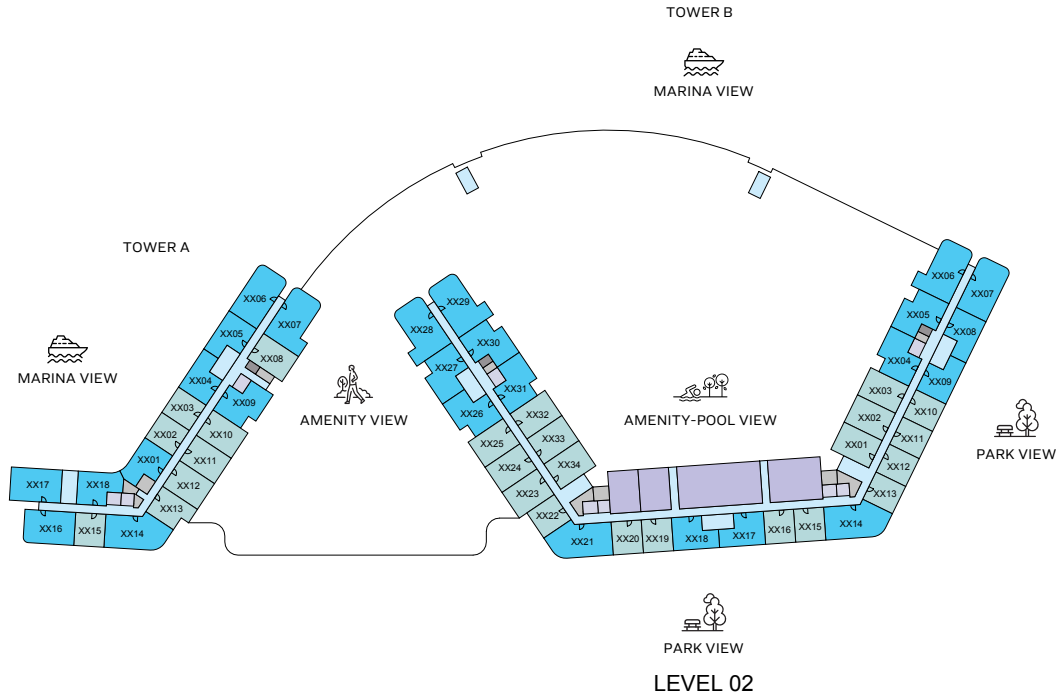 TOWER B
MARINA VIEW
TOWER A
MARINA VIEW
AMENITY VIEW
AMENITY-POOL VIEW
PARK VIEW
PARK VIEW
LEVEL 02
XX06
XX07
XX05
XX08
XX04
XX09
XX03
XX10
XX02
XX11
XX01
XX12
XX13
XX17
XX18
XX16
XX15
XX14
XX29
XX28
XX30
XX27
XX31
XX26
XX32
XX25
XX33
XX24
XX34
XX23
XX22
XX21
XX20
XX19
XX18
XX17
XX16
XX15
XX14
XX06
XX07
XX05
XX08
XX04
XX09
XX03
XX10
XX02
XX11
XX01
XX12
XX13